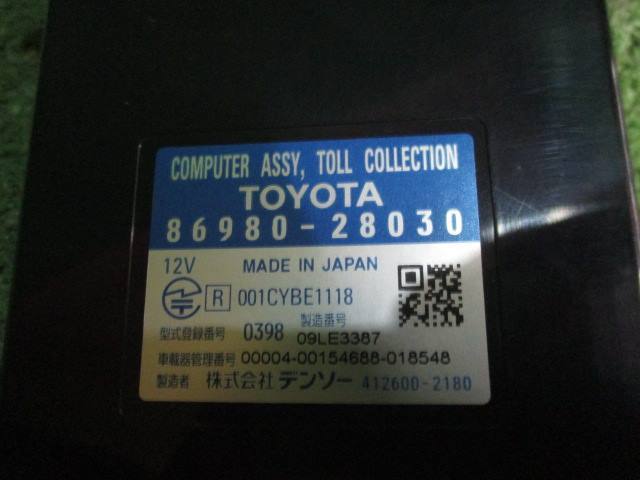 COMPUTER ASSY, TOLL COLLECTION
TOYOTA
86980-28030
12V MADE IN JAPAN
R 001CYBE1118
型式登録番号 0398 製造番号 09LE3387
車載器管理番号 00004-00154688-018548
製造者 株式会社デンソー 412600-2180